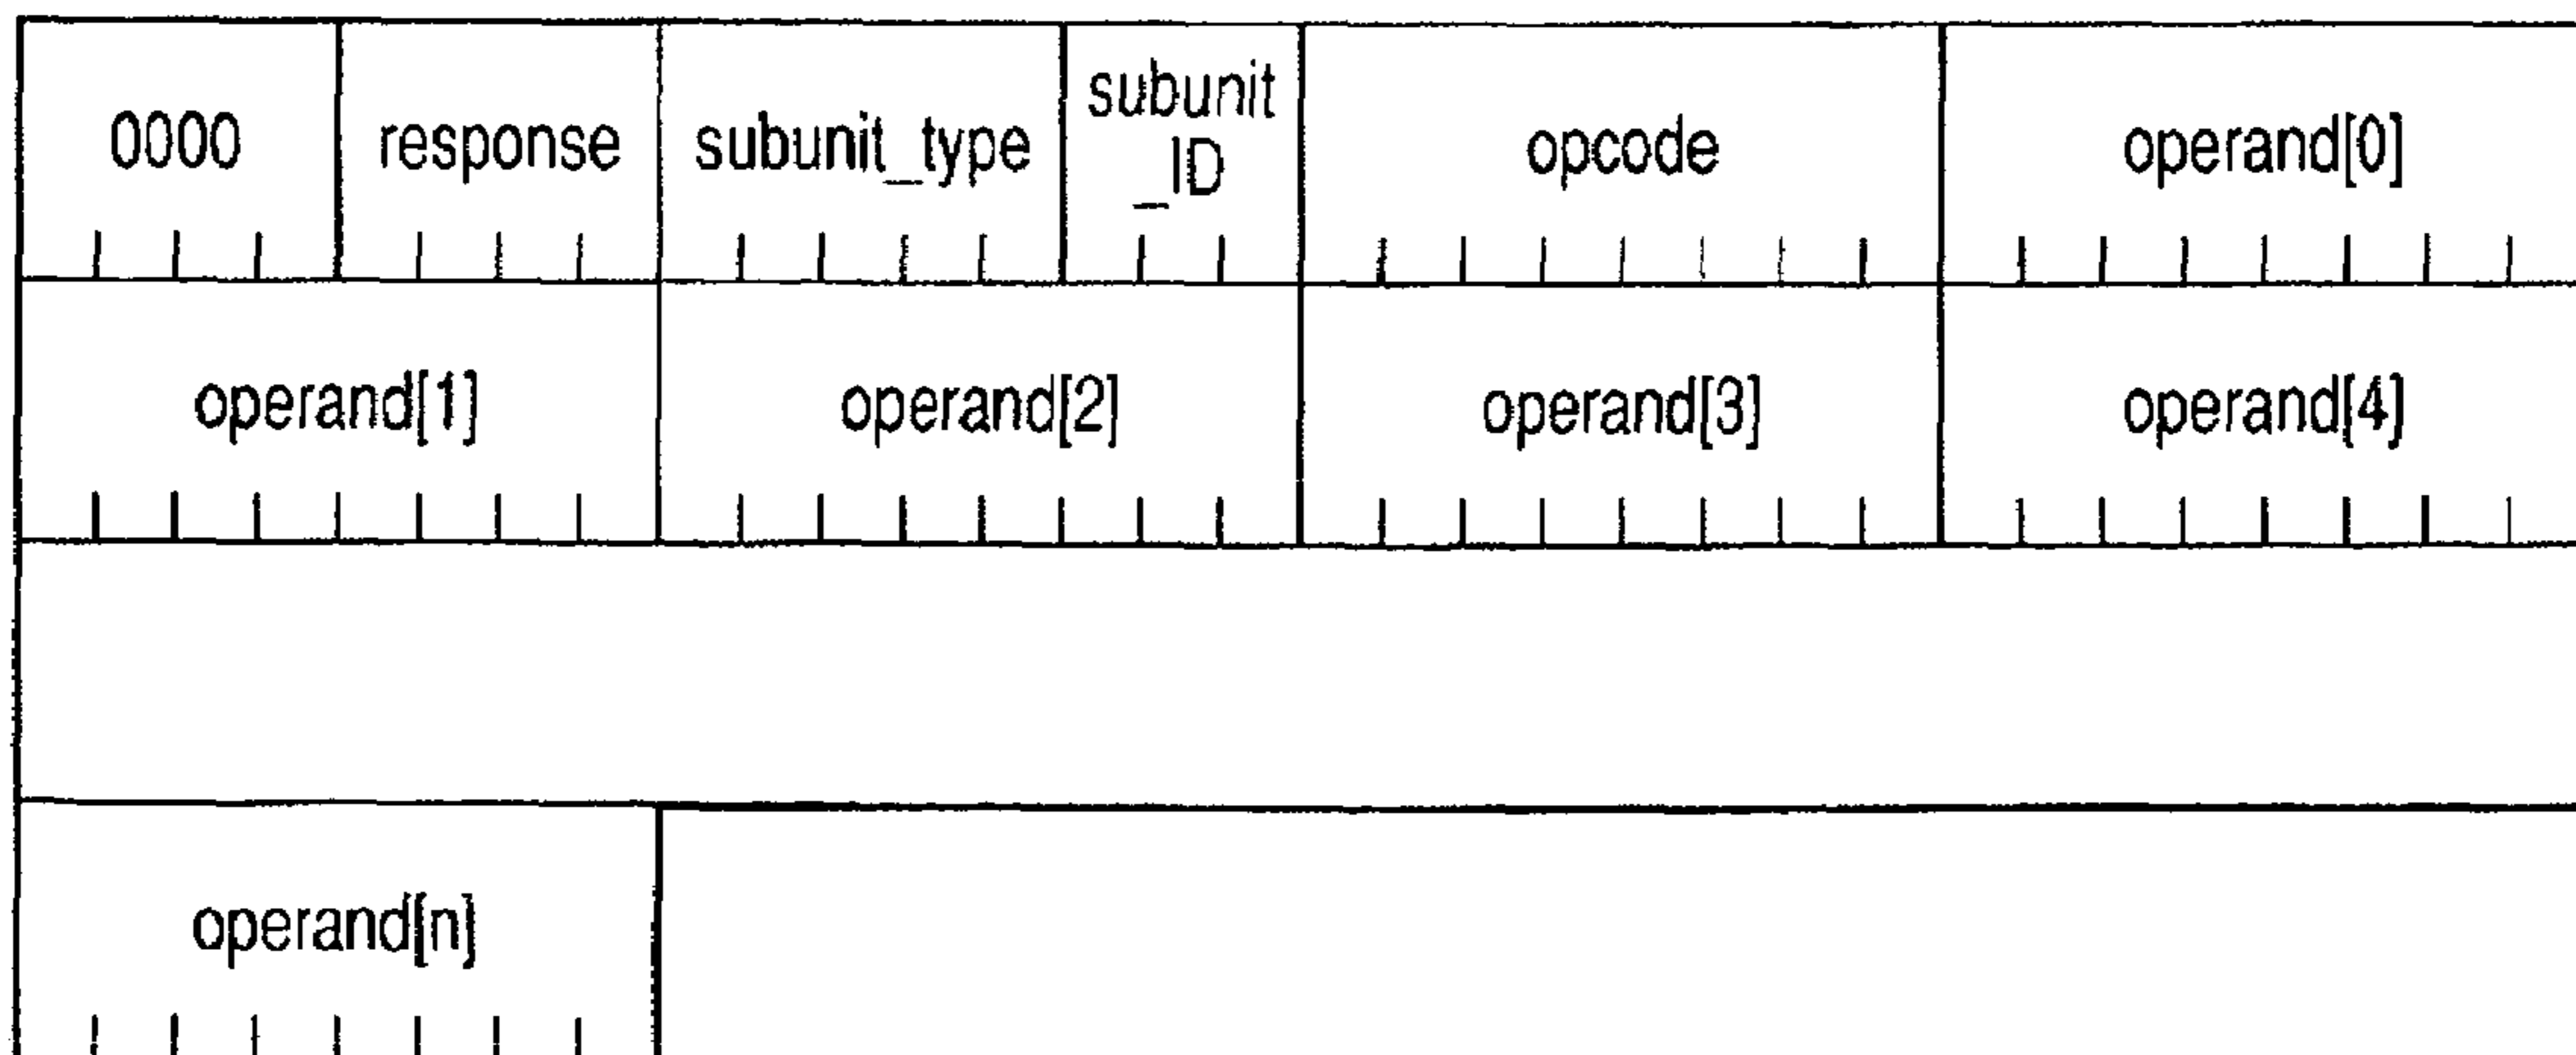 0000
response
subunit_type
subunit
_ID
opcode
operand[0]
operand[1]
operand[2]
operand[3]
operand[4]
operand[n]